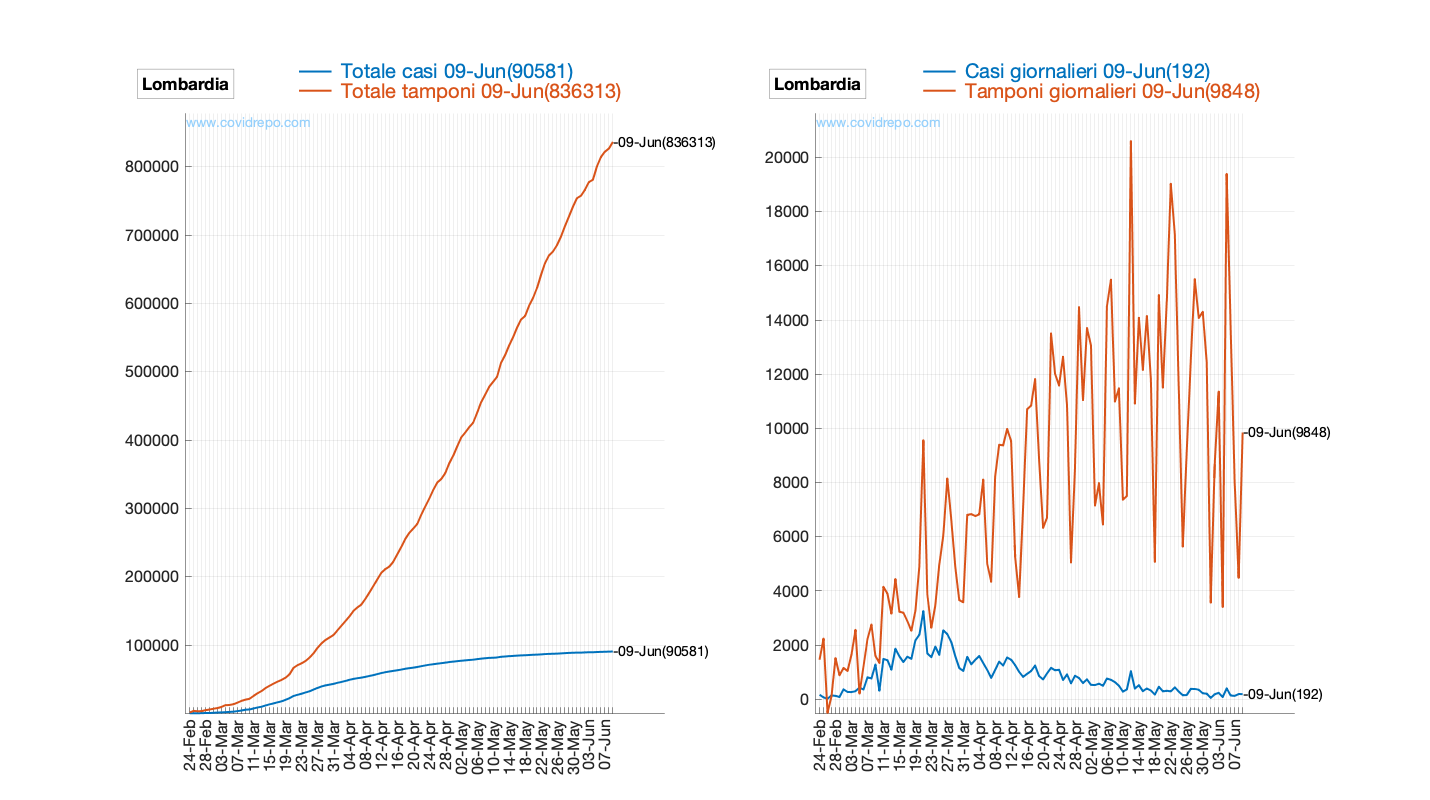 Lombardia
Totale casi 09-Jun(90581)
Totale tamponi 09-Jun(836313)
www.covidrepo.com
09-Jun(836313)
800000
700000
600000
500000
400000
300000
200000
100000
09-Jun(90581)
24-Feb
28-Feb
03-Mar
07-Mar
11-Mar
15-Mar
19-Mar
23-Mar
27-Mar
31-Mar
04-Apr
08-Apr
12-Apr
16-Apr
20-Apr
24-Apr
28-Apr
02-May
06-May
10-May
14-May
18-May
22-May
26-May
30-May
03-Jun
07-Jun
Lombardia
Casi giornalieri 09-Jun(192)
Tamponi giornalieri 09-Jun(9848)
www.covidrepo.com
20000
18000
16000
14000
12000
10000
09-Jun(9848)
8000
6000
4000
2000
0
09-Jun(192)
24-Feb
28-Feb
03-Mar
07-Mar
11-Mar
15-Mar
19-Mar
23-Mar
27-Mar
31-Mar
04-Apr
08-Apr
12-Apr
16-Apr
20-Apr
24-Apr
28-Apr
02-May
06-May
10-May
14-May
18-May
22-May
26-May
30-May
03-Jun
07-Jun